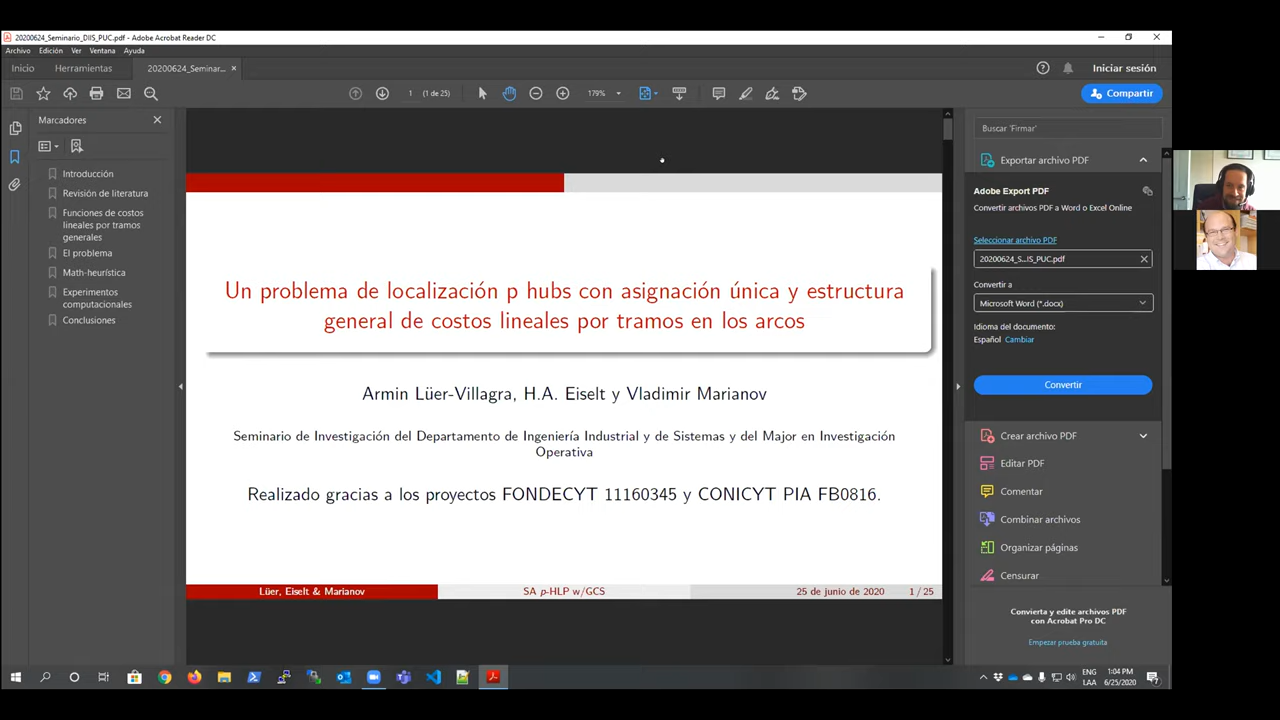 20200624_Seminario_DIIS_PUC.pdf - Adobe Acrobat Reader DC
Archivo Edición Ver Ventana Ayuda
Inicio Herramientas 20200624_Seminar... × Iniciar sesión
1 (1 de 25) 179% Compartir
Marcadores
Introducción
Revisión de literatura
Funciones de costos
lineales por tramos
generales
El problema
Math-heurística
Experimentos
computacionales
Conclusiones
Un problema de localización p hubs con asignación única y estructura
general de costos lineales por tramos en los arcos
Armin Lüer-Villagra, H.A. Eiselt y Vladimir Marianov
Seminario de Investigación del Departamento de Ingeniería Industrial y de Sistemas y del Major en Investigación
Operativa
Realizado gracias a los proyectos FONDECYT 11160345 y CONICYT PIA FB0816.
Lüer, Eiselt & Marianov SA p-HLP w/GCS 25 de junio de 2020 1 / 25
Buscar 'Firmar'
Exportar archivo PDF
Adobe Export PDF
Convertir archivos PDF a Word o Excel Online
Seleccionar archivo PDF
20200624_S...IS_PUC.pdf
Convertir a
Microsoft Word (*.docx)
Idioma del documento:
Español Cambiar
Convertir
Crear archivo PDF
Editar PDF
Comentar
Combinar archivos
Organizar páginas
Censurar
Convierta y edite archivos PDF
con Acrobat Pro DC
Empezar prueba gratuita
ENG 1:04 PM
LAA 6/25/2020